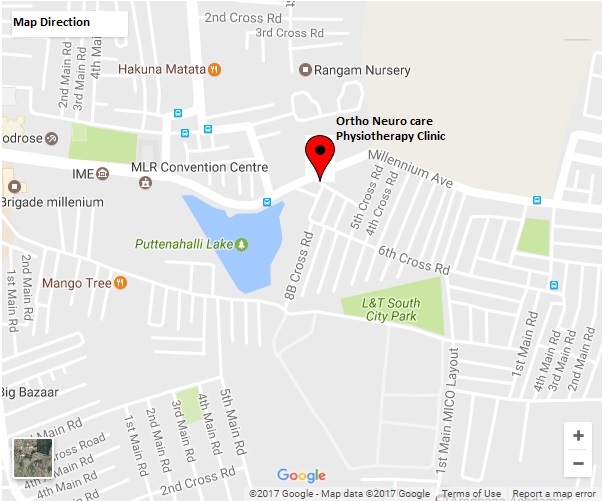 Map Direction
2nd Cross Rd
3rd Cross Rd
2nd Main Rd
3rd Main Rd
4th Main
Hakuna Matata
Rangam Nursery
Ortho Neuro care
Physiotherapy Clinic
odrose
IME
MLR Convention Centre
Millennium Ave
Brigade millenium
5th Cross Rd
4th Cross Rd
Puttenahalli Lake
6th Cross Rd
8B Cross Rd
2nd Main Rd
1st Main Rd
Mango Tree
L&T South
City Park
1st Main Rd
4th Main Rd
3rd Main Rd
2nd Main Rd
1st Main MICO Layout
Big Bazaar
5th Main Rd
4th Main Rd
3rd Main Rd
2nd Main Rd
1st Main Rd
Cross Road
2nd Cross Rd
+
−
Google
©2017 Google - Map data ©2017 Google
Terms of Use
Report a map error